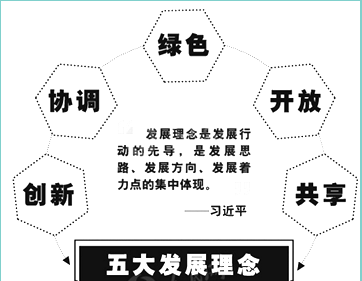 绿色
协调
开放
发展理念是发展行
动的先导，是发展思
路、发展方向、发展着
力点的集中体现。
——习近平
创新
共享
五大发展理念